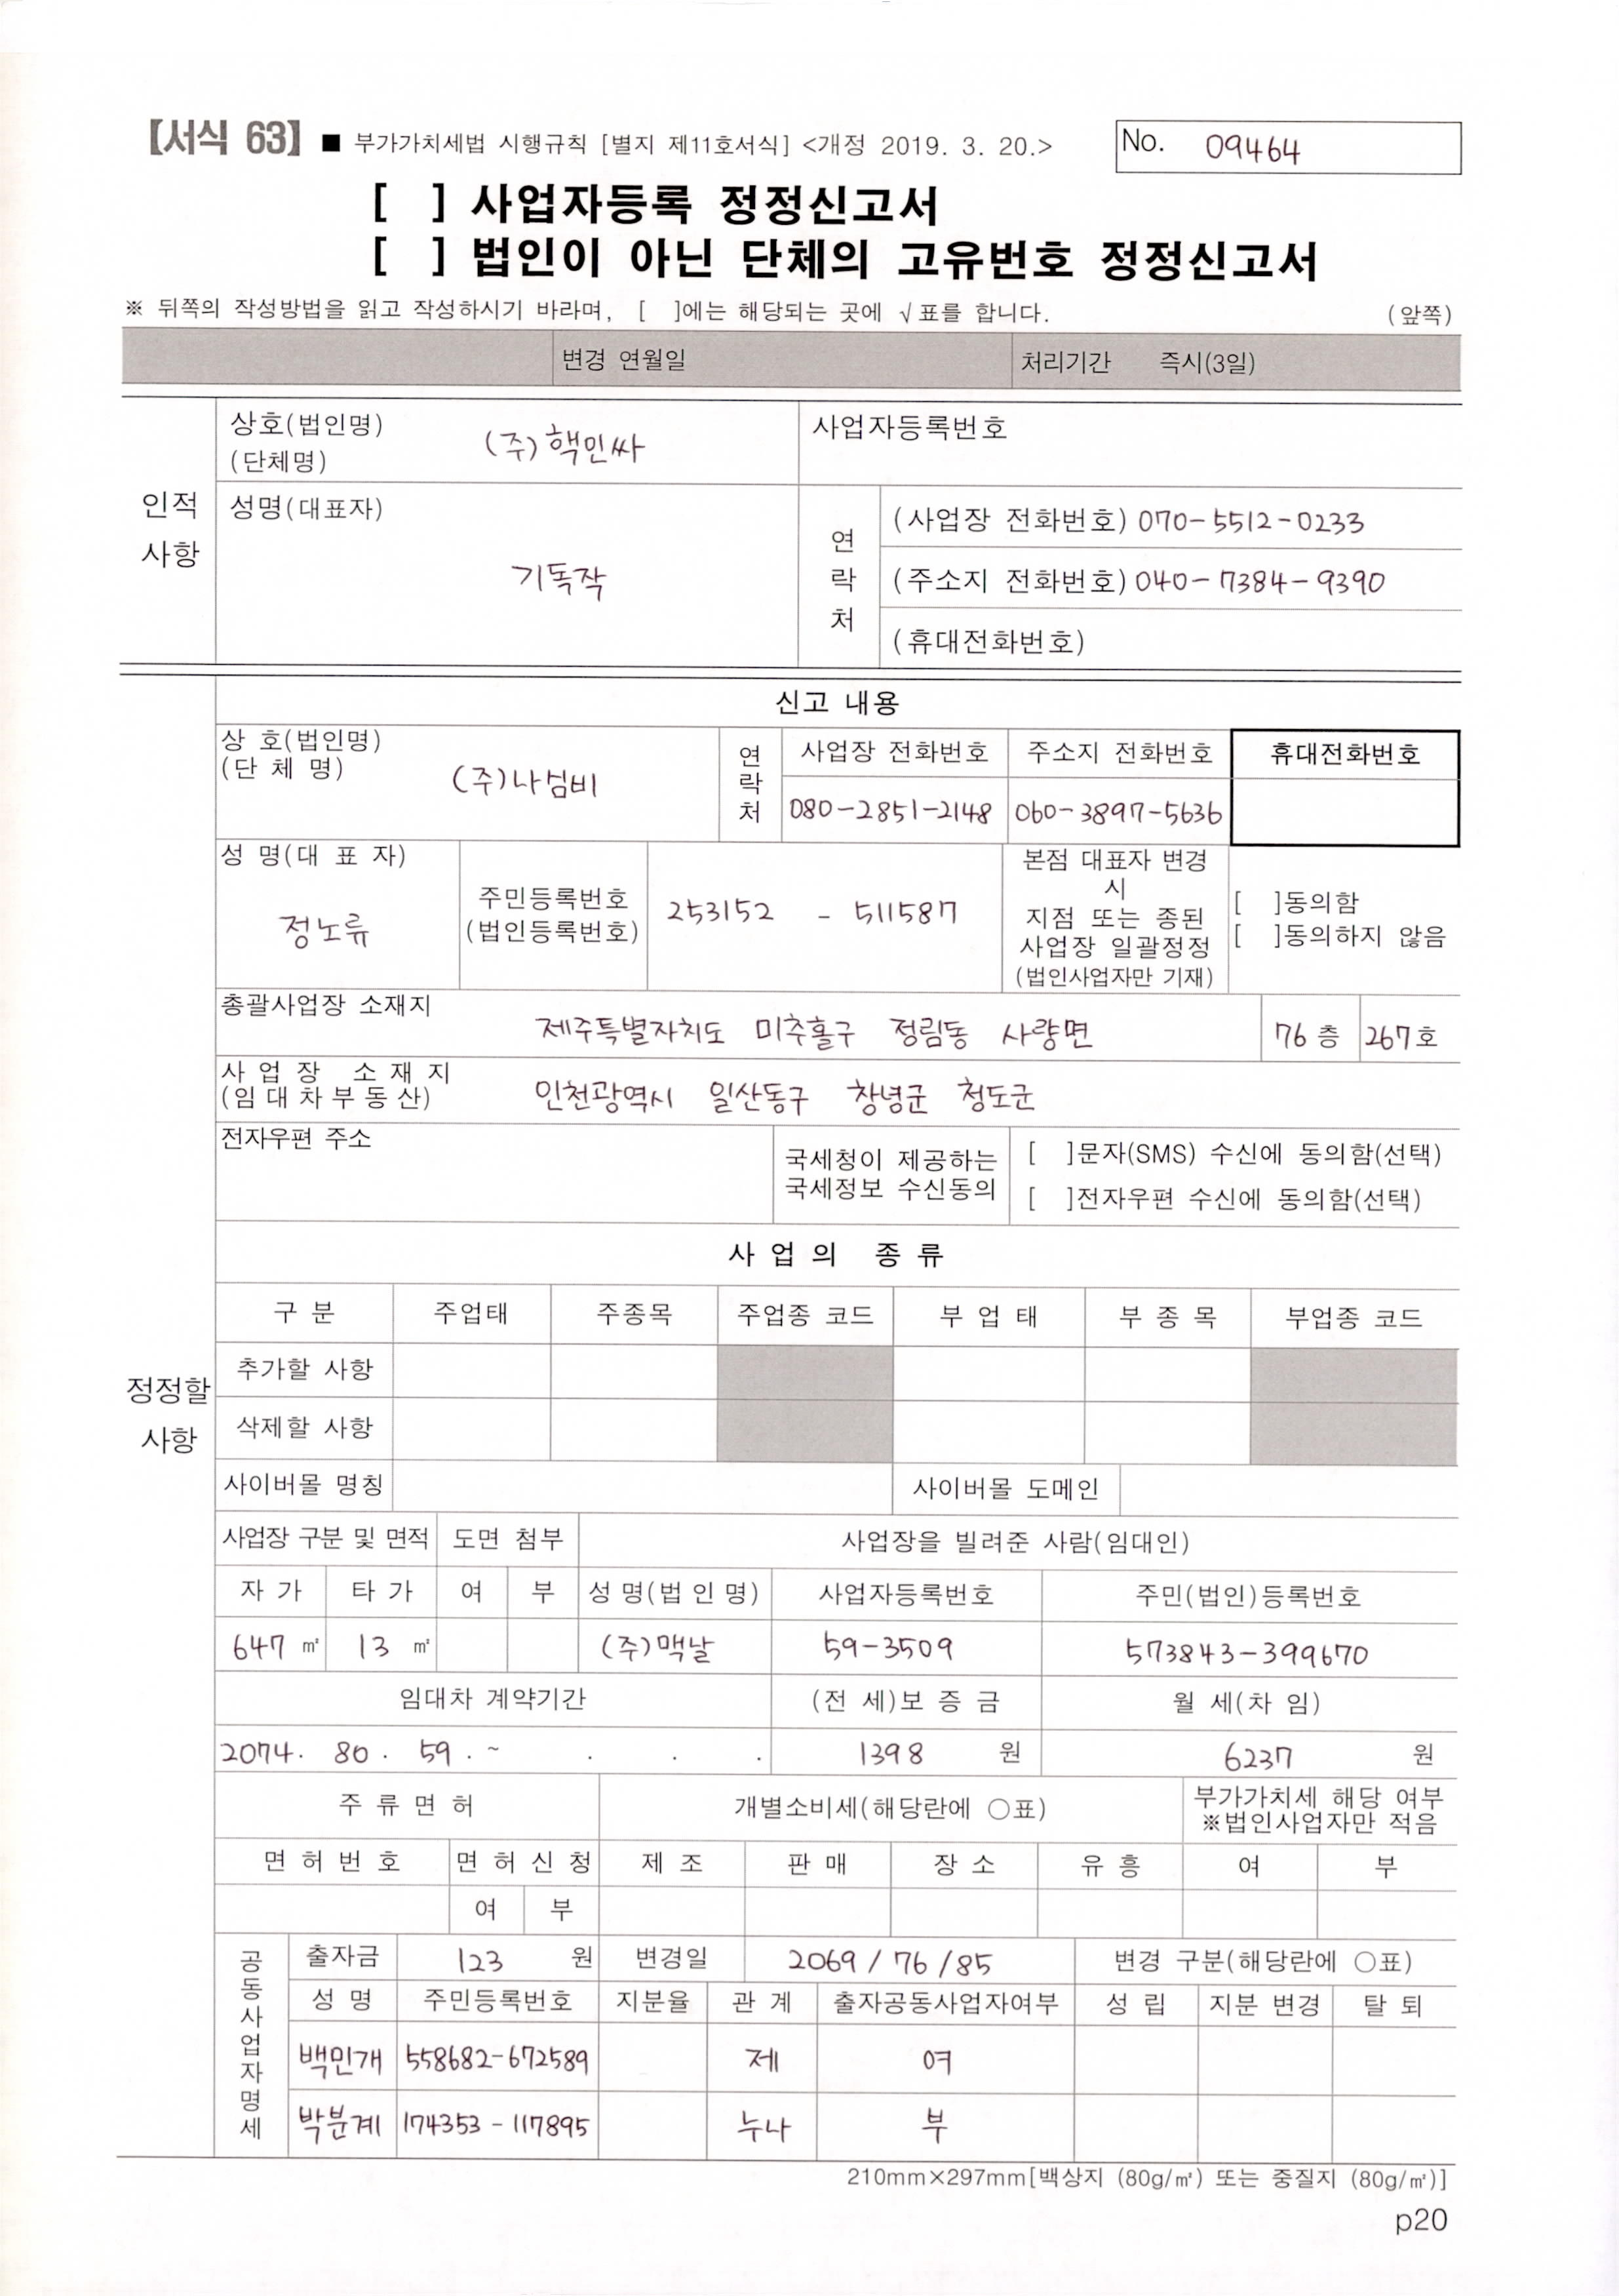 【서식 63】 ■ 부가가치세법 시행규칙 [별지 제11호서식] <개정 2019. 3. 20.>
No. 09464
[ ] 사업자등록 정정신고서
[ ] 법인이 아닌 단체의 고유번호 정정신고서
※ 뒤쪽의 작성방법을 읽고 작성하시기 바라며, [ ]에는 해당되는 곳에 √표를 합니다. (앞쪽)
변경 연월일 처리기간 즉시(3일)
인적 사항
상호(법인명) (단체명) (주)핵민싸 사업자등록번호
성명(대표자) 기독작
연락처
(사업장 전화번호) 070-5512-0233
(주소지 전화번호) 040-7384-9390
(휴대전화번호)
정정할 사항
신고 내용
상 호(법인명) (단 체 명) (주)나넘비
연락처
사업장 전화번호 주소지 전화번호 휴대전화번호
080-2851-2148 060-3897-5636
성 명(대 표 자) 정노류
주민등록번호 (법인등록번호) 253152 - 511587
본점 대표자 변경
시
지점 또는 종된
사업장 일괄정정
(법인사업자만 기재)
[ ]동의함
[ ]동의하지 않음
총괄사업장 소재지 제주특별자치도 미추홀구 정림동 사량면 76 층 267 호
사 업 장 소 재 지
(임 대 차 부 동 산) 인천광역시 일산동구 창녕군 청도군
전자우편 주소
국세청이 제공하는
국세정보 수신동의
[ ]문자(SMS) 수신에 동의함(선택)
[ ]전자우편 수신에 동의함(선택)
사 업 의 종 류
구 분 주업태 주종목 주업종 코드 부 업 태 부 종 목 부업종 코드
추가할 사항
삭제할 사항
사이버몰 명칭 사이버몰 도메인
사업장 구분 및 면적 도면 첨부 사업장을 빌려준 사람(임대인)
자 가 타 가 여 부 성 명(법 인 명) 사업자등록번호 주민(법인)등록번호
647 ㎡ 13 ㎡ (주)맥날 59-3509 573843-399670
임대차 계약기간 (전 세)보 증 금 월 세(차 임)
2074. 80. 59. ~ . . . 1398 원 6237 원
주 류 면 허 개별소비세(해당란에 ○표) 부가가치세 해당 여부
※법인사업자만 적음
면 허 번 호 면 허 신 청 제 조 판 매 장 소 유 흥 여 부
여 부
공동사업자명세
출자금 123 원 변경일 2069 / 76 / 85 변경 구분(해당란에 ○표)
성 명 주민등록번호 지분율 관 계 출자공동사업자여부 성 립 지분 변경 탈 퇴
백민개 558682-672589 제 여
박분계 174353 - 117895 누나 부
210mm×297mm[백상지 (80g/㎡) 또는 중질지 (80g/㎡)]
p20